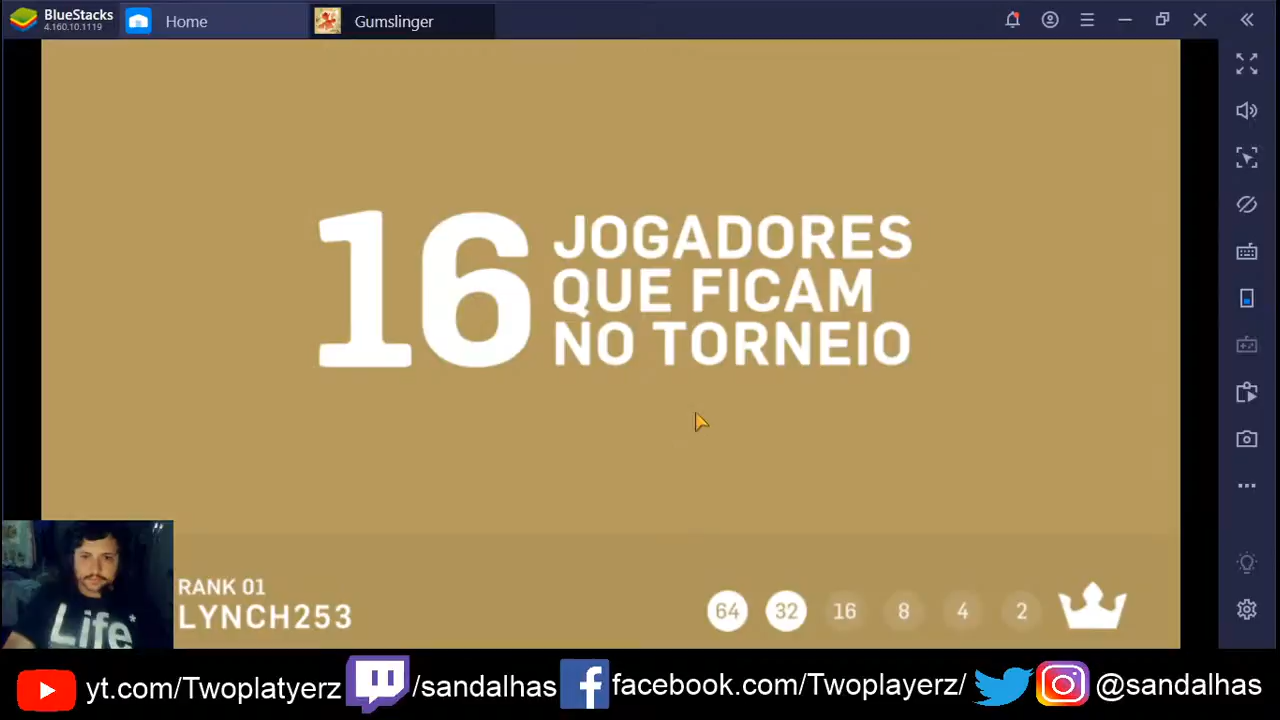 BlueStacks
4.160.10.1119
Home
Gumslinger
16
JOGADORES
QUE FICAM
NO TORNEIO
Life*
RANK 01
LYNCH253
64 32 16 8 4 2
yt.com/Twoplatyerz /sandalhas facebook.com/Twoplayerz/ @sandalhas